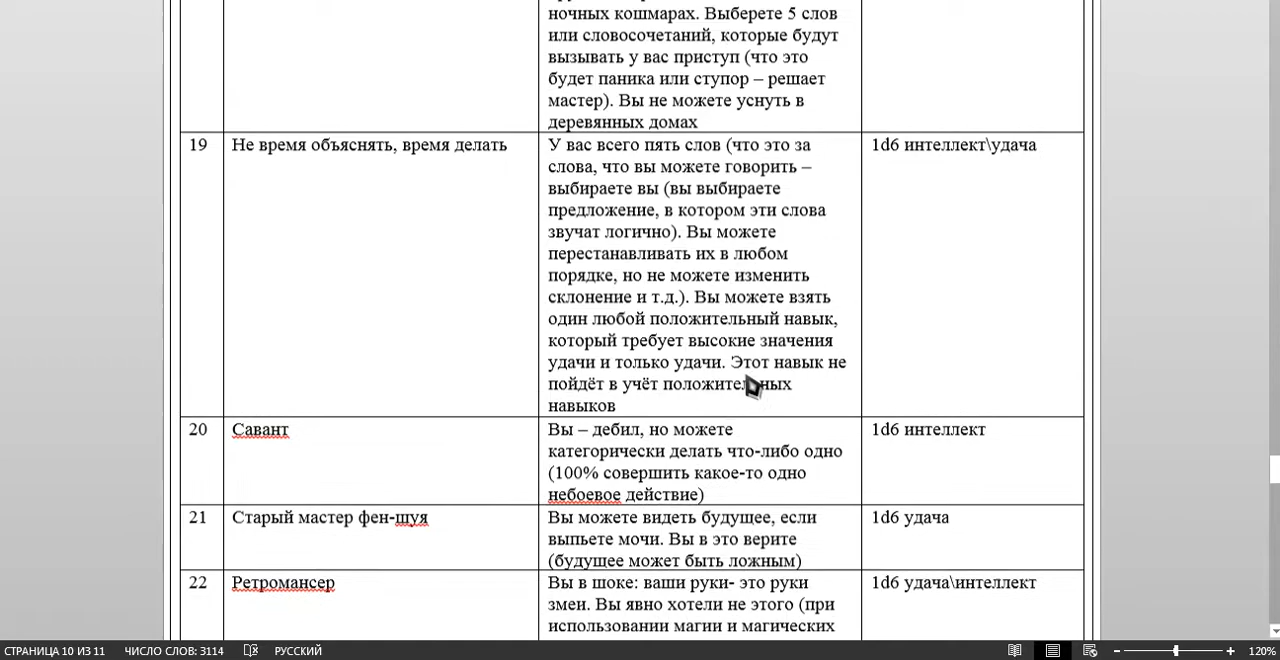 ночных кошмарах. Выберете 5 слов
или словосочетаний, которые будут
вызывать у вас приступ (что это
будет паника или ступор – решает
мастер). Вы не можете уснуть в
деревянных домах
19 Не время объяснять, время делать У вас всего пять слов (что это за 1d6 интеллект\удача
слова, что вы можете говорить –
выбираете вы (вы выбираете
предложение, в котором эти слова
звучат логично). Вы можете
переставливать их в любом
порядке, но не можете изменить
склонение и т.д.). Вы можете взять
один любой положительный навык,
который требует высокие значения
удачи и только удачи. Этот навык не
пойдёт в учёт положительных
навыков
20 Савант Вы – дебил, но можете 1d6 интеллект
категорически делать что-либо одно
(100% совершить какое-то одно
небоевое действие)
21 Старый мастер фен-шуя Вы можете видеть будущее, если 1d6 удача
выпьете мочи. Вы в это верите
(будущее может быть ложным)
22 Ретромансер Вы в шоке: ваши руки- это руки 1d6 удача\интеллект
змеи. Вы явно хотели не этого (при
использовании магии и магических
СТРАНИЦА 10 ИЗ 11 ЧИСЛО СЛОВ: 3114 РУССКИЙ 120%